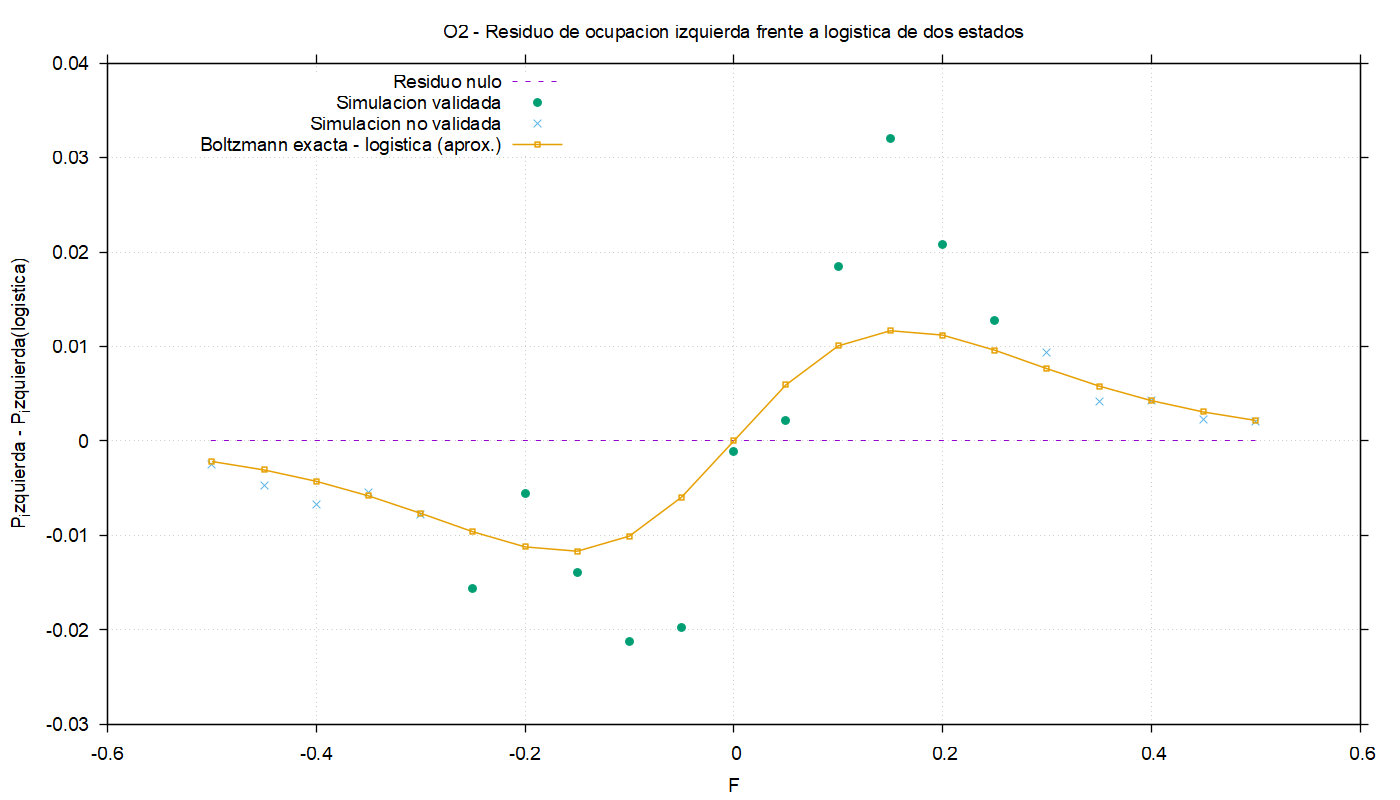 O2 - Residuo de ocupacion izquierda frente a logistica de dos estados
Residuo nulo
Simulacion validada
Simulacion no validada
Boltzmann exacta - logistica (aprox.)
0.04
0.03
0.02
0.01
0
-0.01
-0.02
-0.03
P_izquierda - P_izquierda(logistica)
-0.6
-0.4
-0.2
0
0.2
0.4
0.6
F